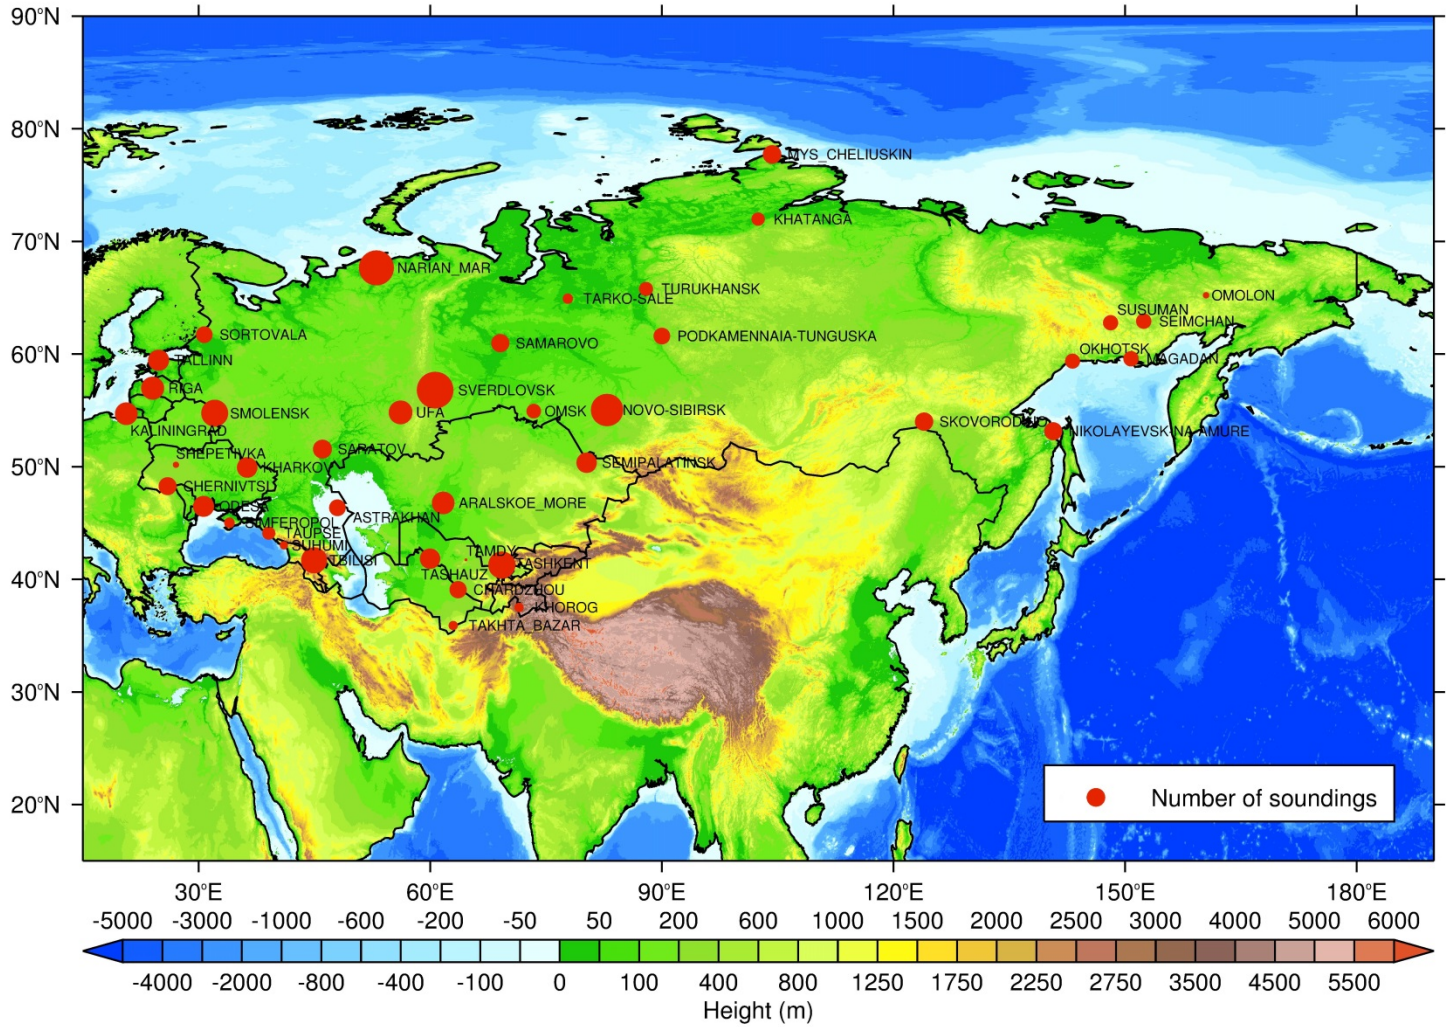 90°N
80°N
MYS_CHELIUSKIN
KHATANGA
70°N
NARIAN_MAR
TURUKHANSK
TARKO-SALE
OMOLON
SUSUMAN
SEIMCHAN
SORTOVALA
PODKAMENNAIA-TUNGUSKA
SAMAROVO
OKHOTSK
MAGADAN
60°N
TALLINN
RIGA
SVERDLOVSK
SMOLENSK
UFA
OMSK
NOVO-SIBIRSK
SKOVORODINO
KALININGRAD
NIKOLAYEVSK-NA-AMURE
SHEPETIVKA
SARATOV
KHARKOV
SEMIPALATINSK
50°N
CHERNIVTSI
ODESA
ARALSKOE_MORE
ASTRAKHAN
SIMFEROPOL
TAUPSE
SUHUMI
TAMDY
TBILISI
TASHKENT
TASHAUZ
40°N
CHARDZHOU
KHOROG
TAKHTA_BAZAR
30°N
20°N
Number of soundings
30°E 60°E 90°E 120°E 150°E 180°E
-5000 -3000 -1000 -600 -200 -50 50 200 600 1000 1500 2000 2500 3000 4000 5000 6000
-4000 -2000 -800 -400 -100 0 100 400 800 1250 1750 2250 2750 3500 4500 5500
Height (m)